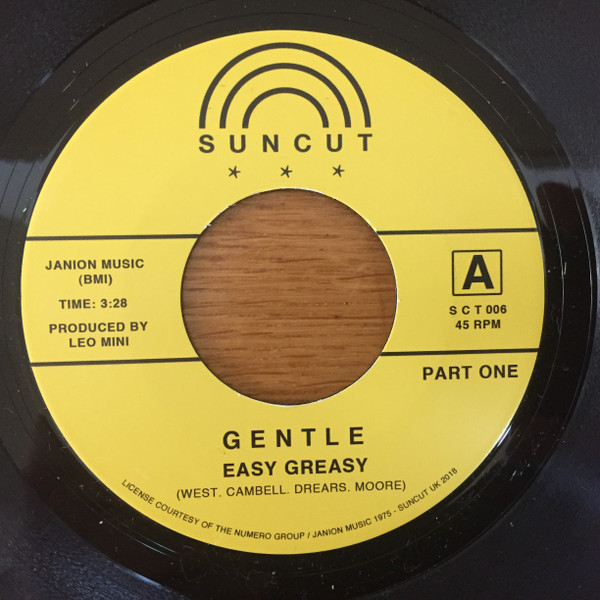 SUNCUT
* * *
JANION MUSIC
(BMI)
TIME: 3:28
PRODUCED BY
LEO MINI
A
S C T 006
45 RPM
PART ONE
GENTLE
EASY GREASY
(WEST. CAMBELL. DREARS. MOORE)
LICENSE COURTESY OF THE NUMERO GROUP / JANION MUSIC 1975 - SUNCUT UK 2018